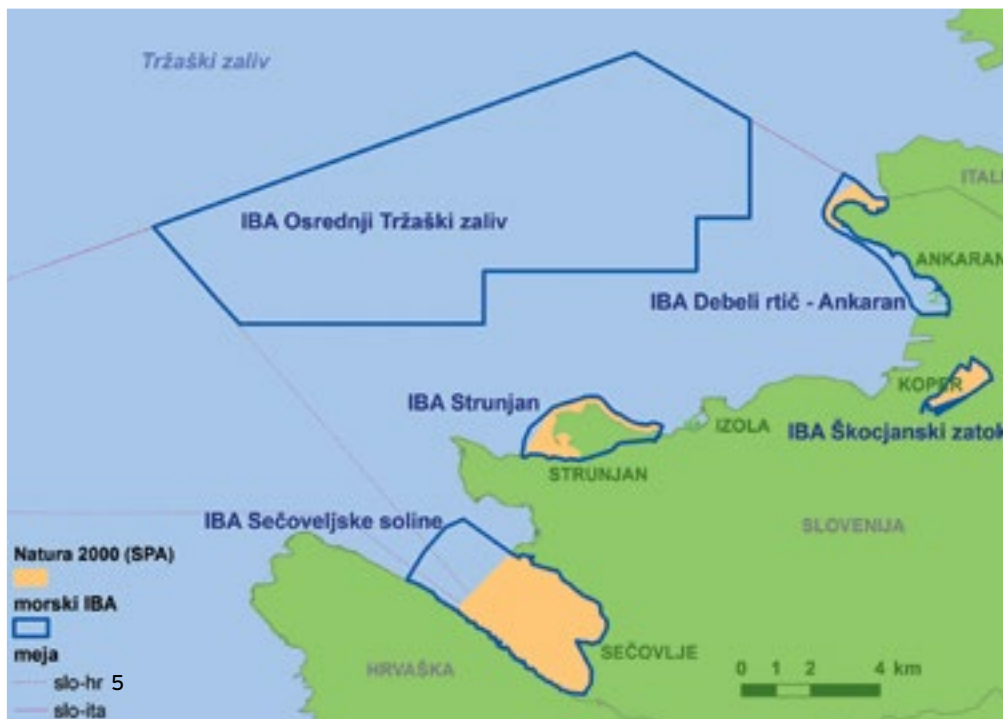 Tržaški zaliv
IBA Osrednji Tržaški zaliv
ITALI
ANKARAN
IBA Debeli rtič - Ankaran
KOPER
IBA Strunjan
IZOLA
IBA Škocjanski zatok
STRUNJAN
IBA Sečoveljske soline
SLOVENIJA
Natura 2000 (SPA)
morski IBA
meja
slo-hr 5
slo-ita
SEČOVLJE
HRVAŠKA
0 1 2 4 km